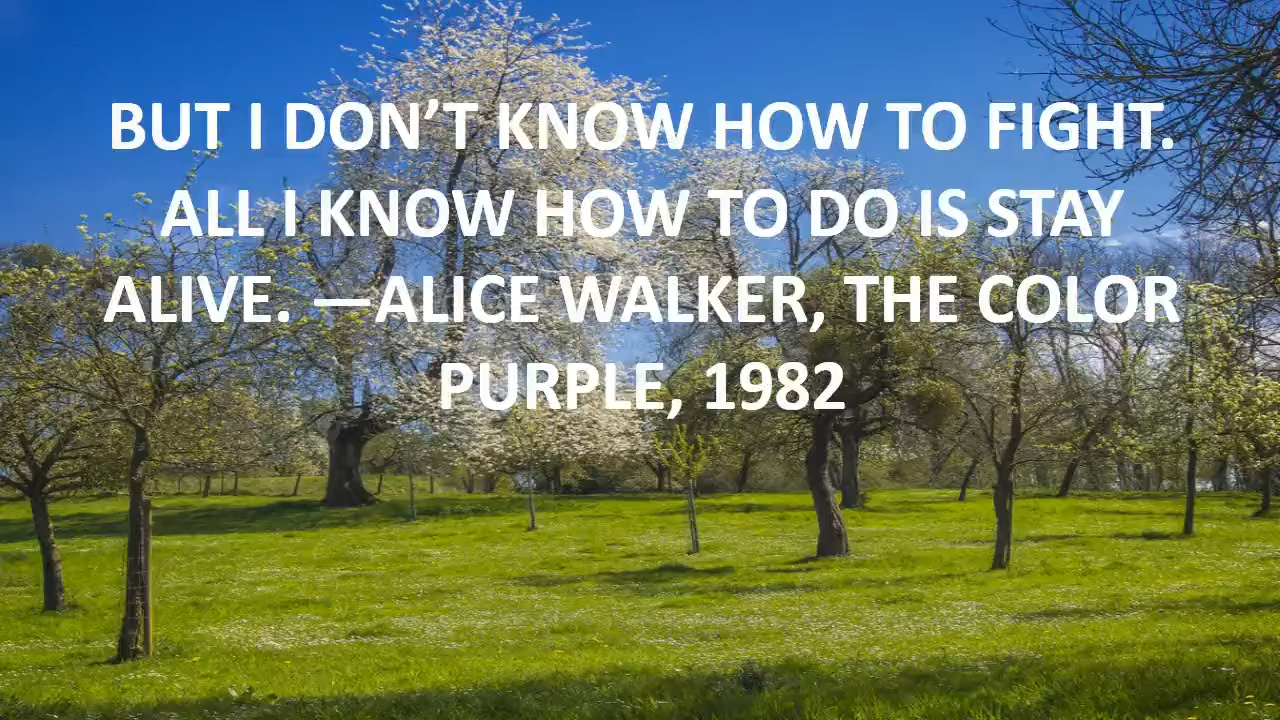 BUT I DON’T KNOW HOW TO FIGHT.
ALL I KNOW HOW TO DO IS STAY
ALIVE. —ALICE WALKER, THE COLOR
PURPLE, 1982